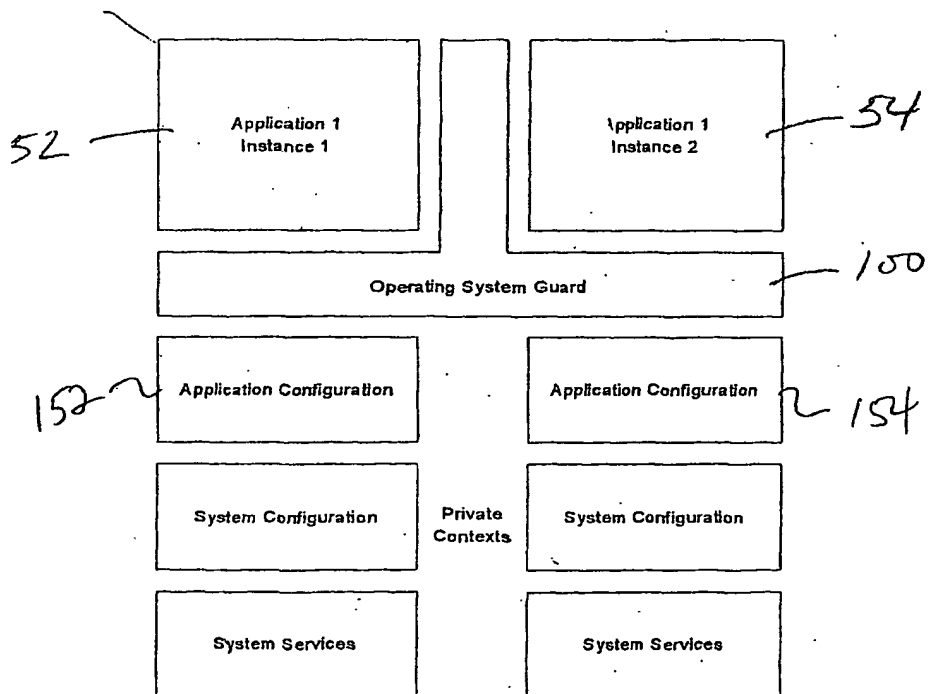 Application 1
Instance 1
Application 1
Instance 2
52
54
Operating System Guard
100
Application Configuration
Application Configuration
152
154
System Configuration
Private
Contexts
System Configuration
System Services
System Services